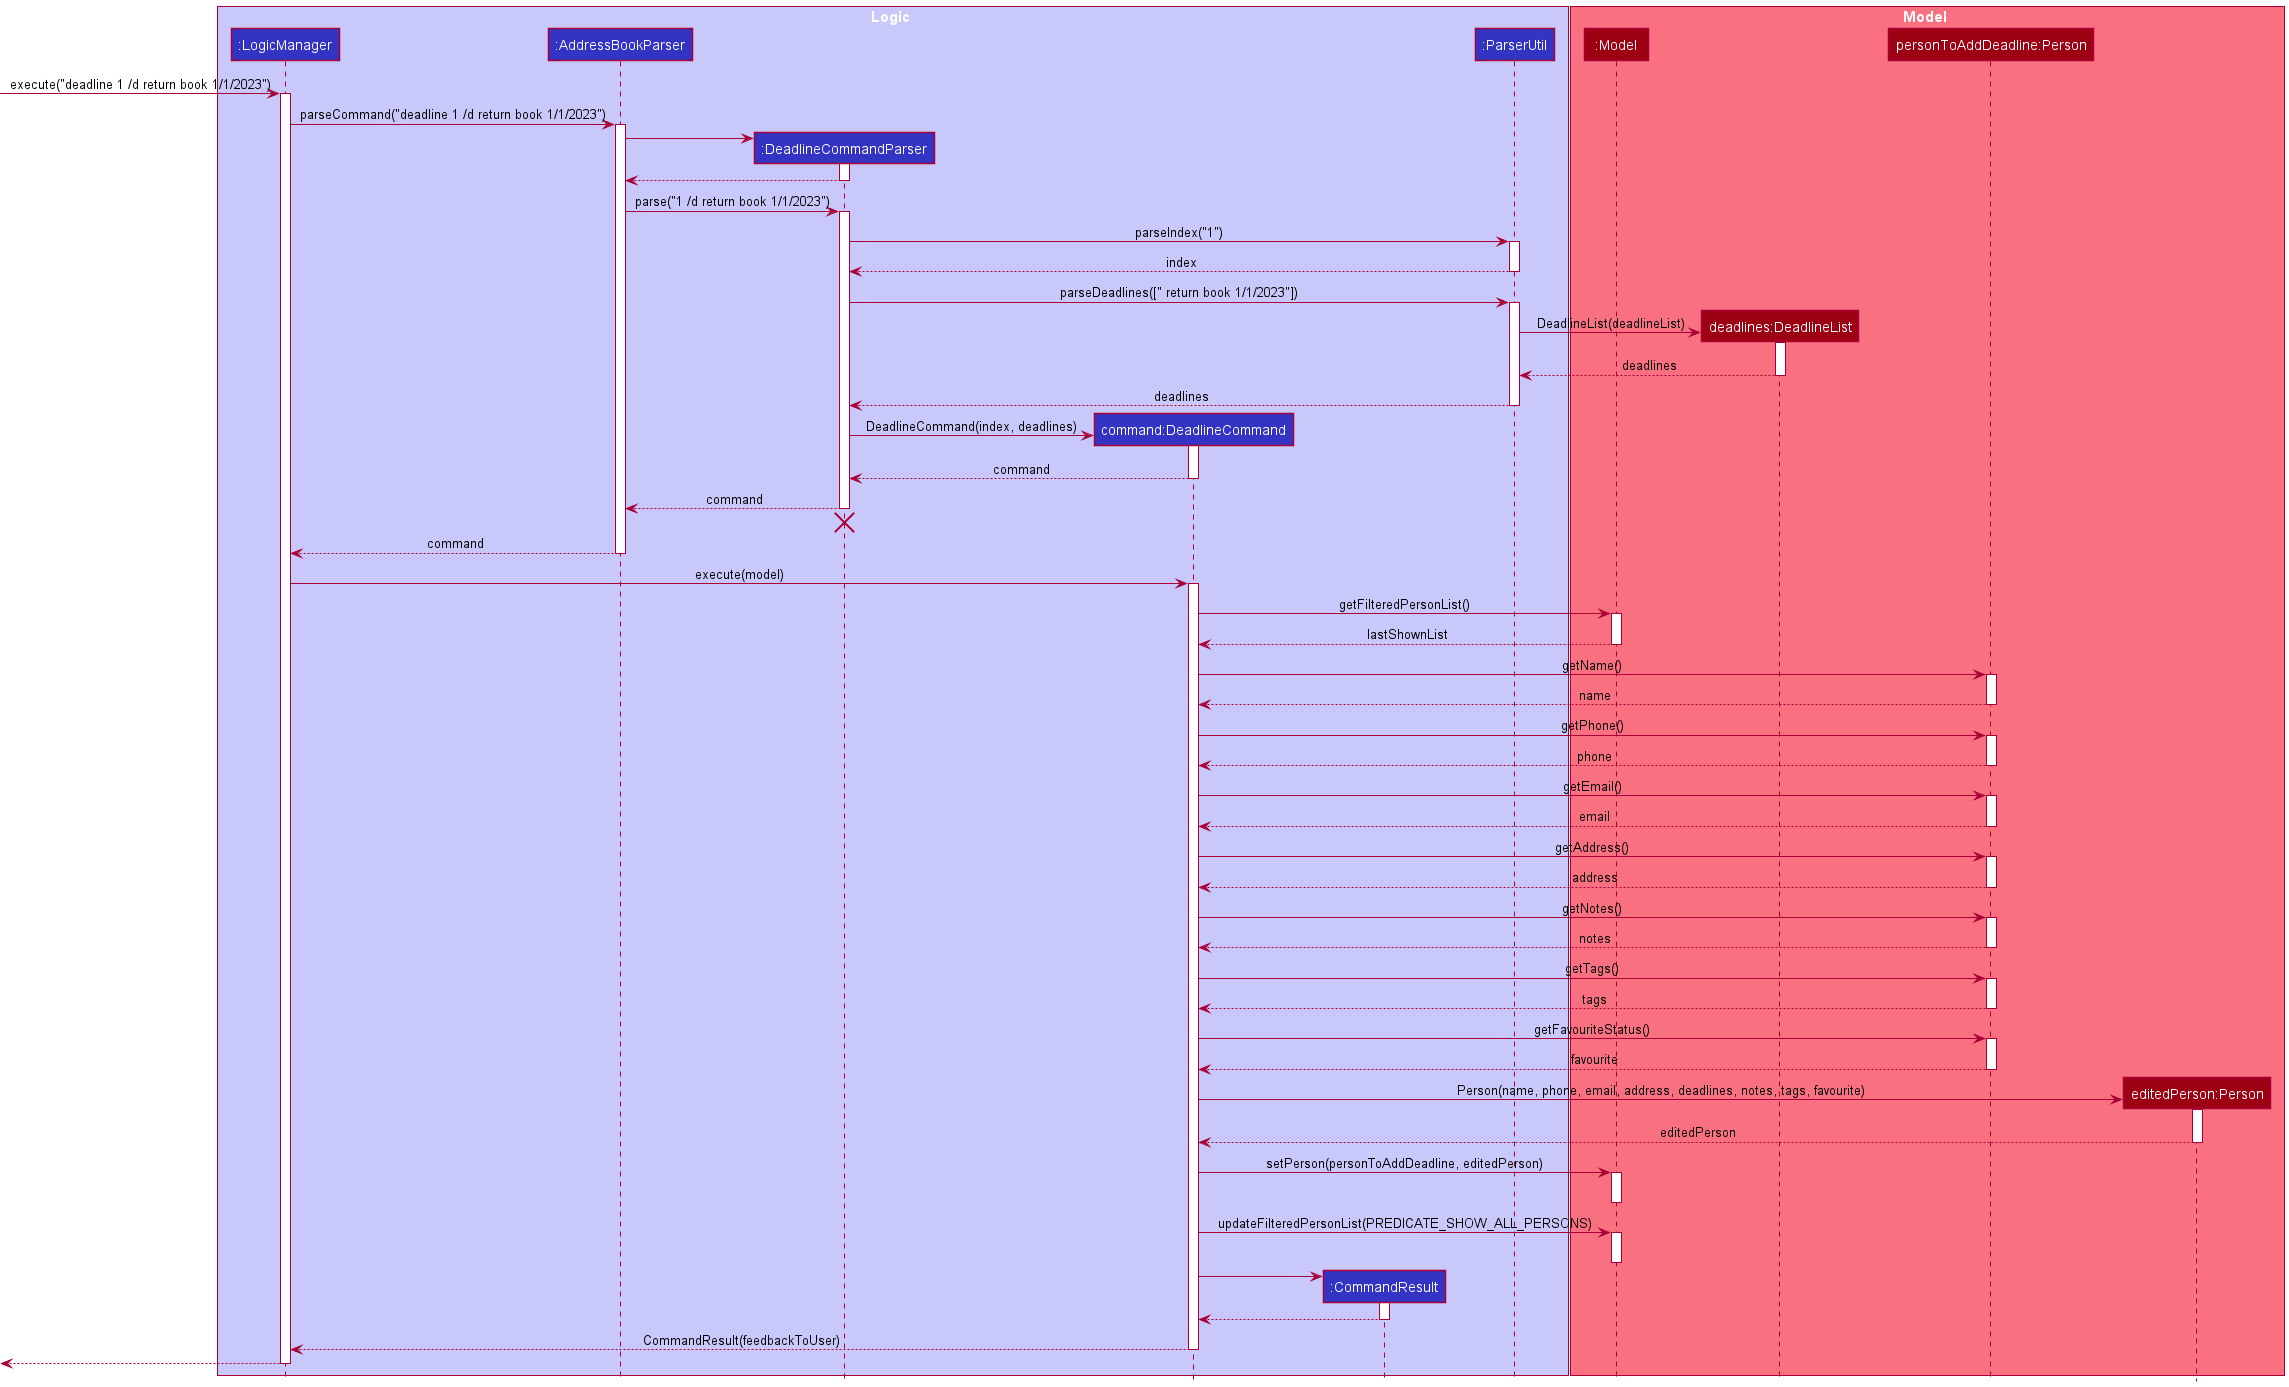 Logic
Model
:LogicManager
:AddressBookParser
:ParserUtil
:Model
personToAddDeadline:Person
execute("deadline 1 /d return book 1/1/2023")
parseCommand("deadline 1 /d return book 1/1/2023")
:DeadlineCommandParser
parse("1 /d return book 1/1/2023")
parseIndex("1")
index
parseDeadlines([" return book 1/1/2023"])
DeadlineList(deadlineList)
deadlines:DeadlineList
deadlines
deadlines
DeadlineCommand(index, deadlines)
command:DeadlineCommand
command
command
command
execute(model)
getFilteredPersonList()
lastShownList
getName()
name
getPhone()
phone
getEmail()
email
getAddress()
address
getNotes()
notes
getTags()
tags
getFavouriteStatus()
favourite
Person(name, phone, email, address, deadlines, notes, tags, favourite)
editedPerson:Person
editedPerson
setPerson(personToAddDeadline, editedPerson)
updateFilteredPersonList(PREDICATE_SHOW_ALL_PERSONS)
:CommandResult
CommandResult(feedbackToUser)